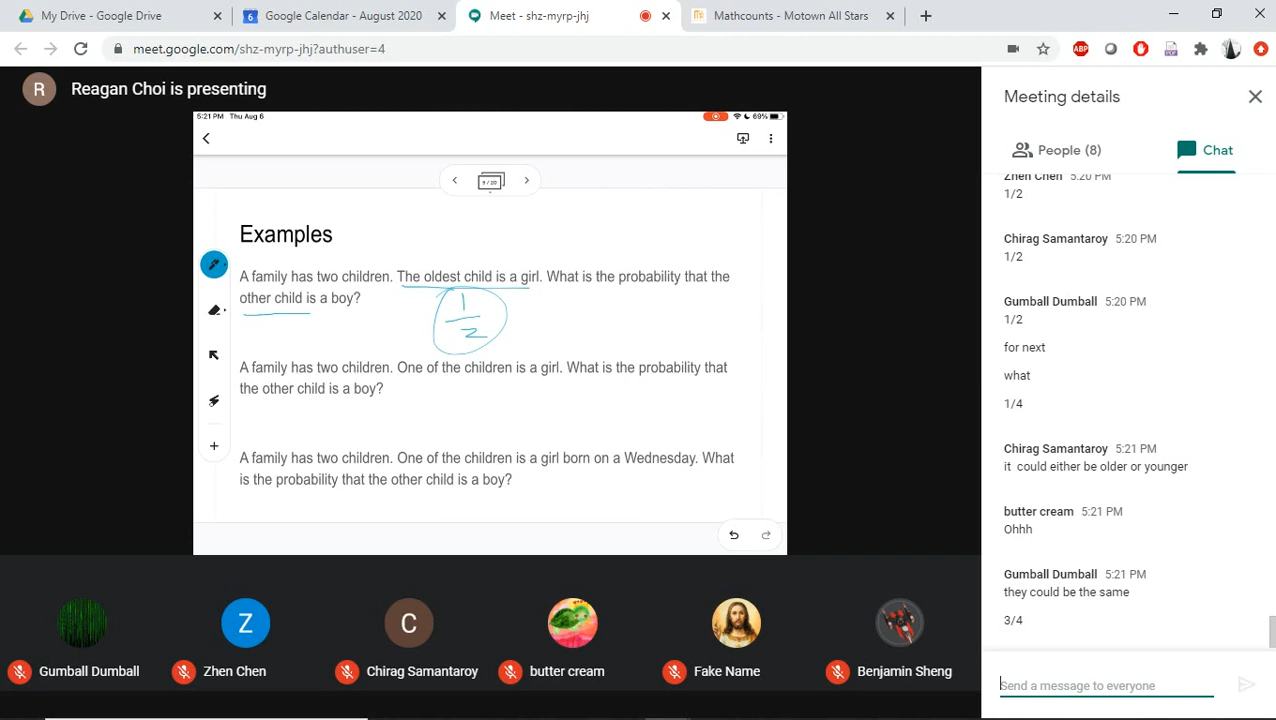 My Drive - Google Drive
Google Calendar - August 2020
Meet - shz-myrp-jhj
Mathcounts - Motown All Stars
meet.google.com/shz-myrp-jhj?authuser=4
ABP
R
Reagan Choi is presenting
5:21 PM Thu Aug 6
69%
9 / 20
Examples
A family has two children. The oldest child is a girl. What is the probability that the
other child is a boy?
1
2
A family has two children. One of the children is a girl. What is the probability that
the other child is a boy?
A family has two children. One of the children is a girl born on a Wednesday. What
is the probability that the other child is a boy?
Gumball Dumball
Z
Zhen Chen
C
Chirag Samantaroy
butter cream
Fake Name
Benjamin Sheng
Meeting details
People (8)
Chat
Zhen Chen 5:20 PM
1/2
Chirag Samantaroy 5:20 PM
1/2
Gumball Dumball 5:20 PM
1/2
for next
what
1/4
Chirag Samantaroy 5:21 PM
it could either be older or younger
butter cream 5:21 PM
Ohhh
Gumball Dumball 5:21 PM
they could be the same
3/4
Send a message to everyone